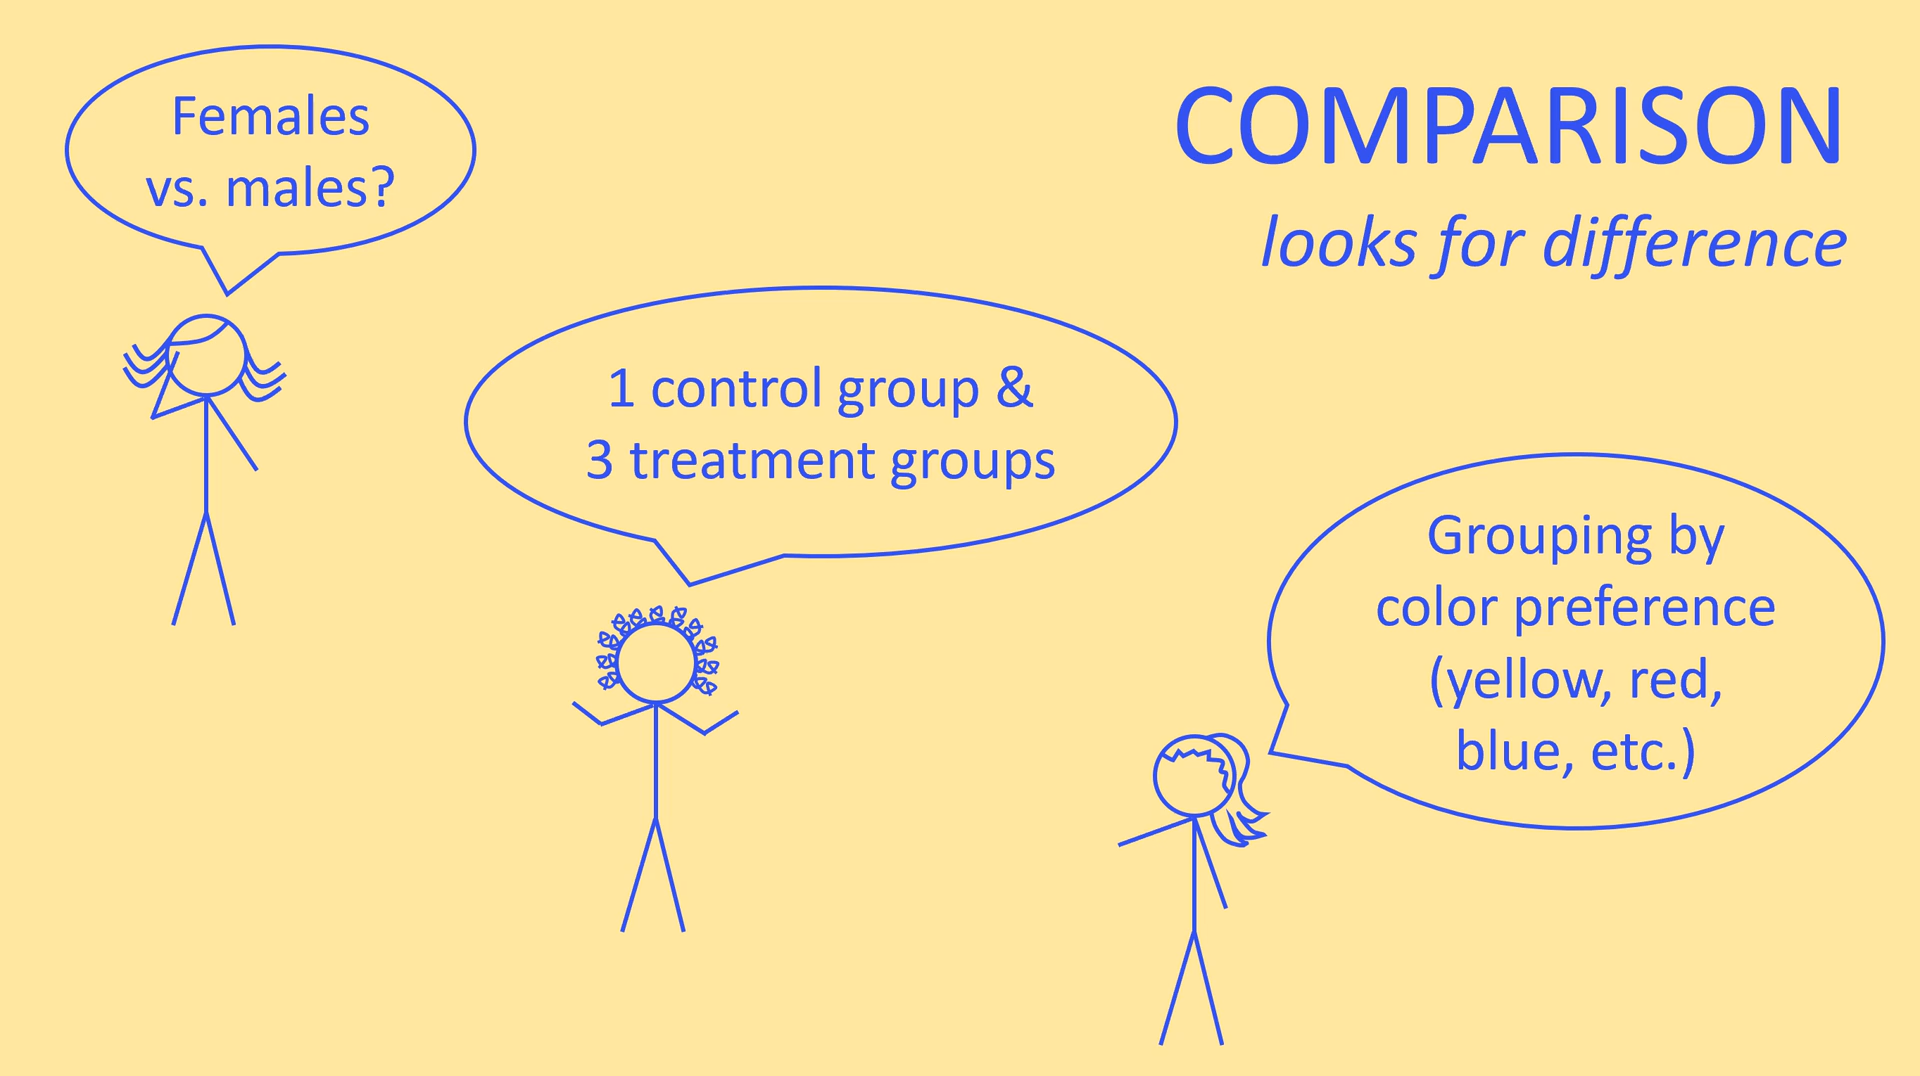 COMPARISON
looks for difference
Females
vs. males?
1 control group &
3 treatment groups
Grouping by
color preference
(yellow, red,
blue, etc.)